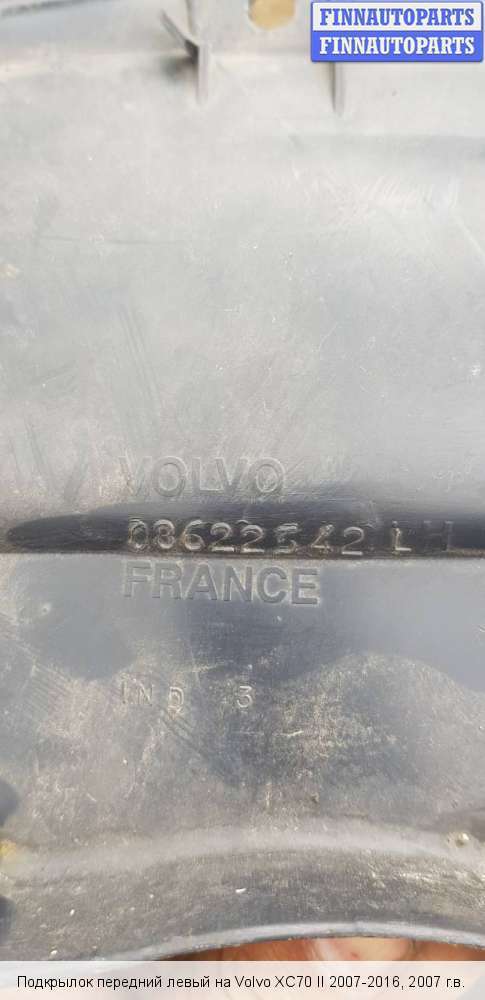 FINNAUTOPARTS
FINNAUTOPARTS
VOLVO
08622542 LH
FRANCE
IND 3
Подкрылок передний левый на Volvo XC70 II 2007-2016, 2007 г.в.